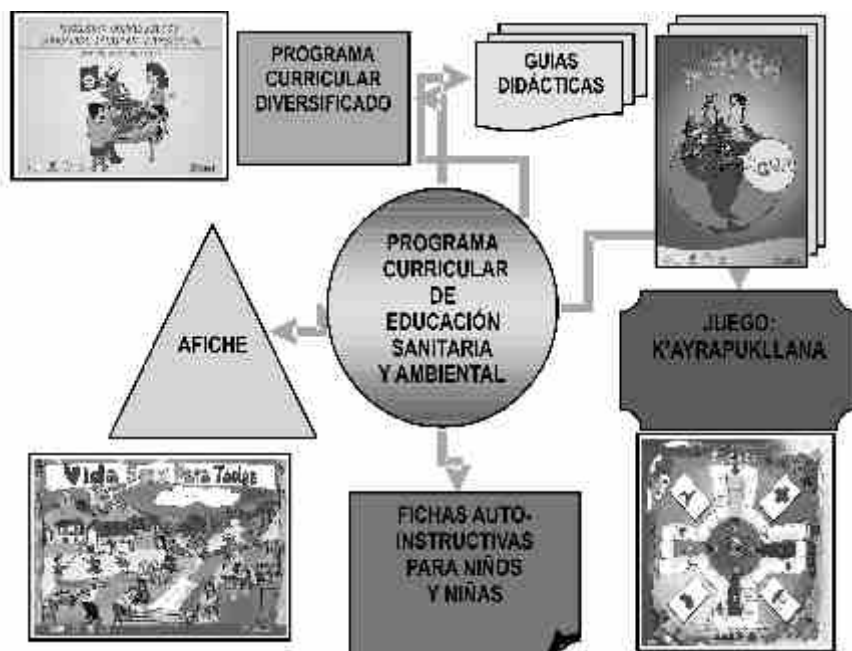 PROGRAMA
CURRICULAR
DIVERSIFICADO
GUIAS
DIDÁCTICAS
PROGRAMA
CURRICULAR
DE
EDUCACIÓN
SANITARIA
Y AMBIENTAL
AFICHE
JUEGO:
K'AYRAPUKLLANA
Vida
Para Todos
FICHAS AUTO-
INSTRUCTIVAS
PARA NIÑOS
Y NIÑAS